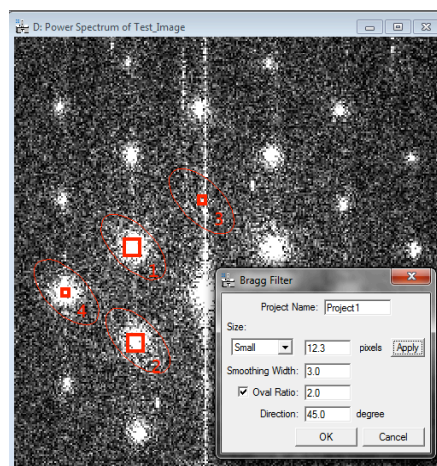 D: Power Spectrum of Test_Image
3
1
4
2
Bragg Filter
Project Name: Project1
Size:
Small 12.3 pixels Apply
Smoothing Width: 3.0
Oval Ratio: 2.0
Direction: 45.0 degree
OK Cancel